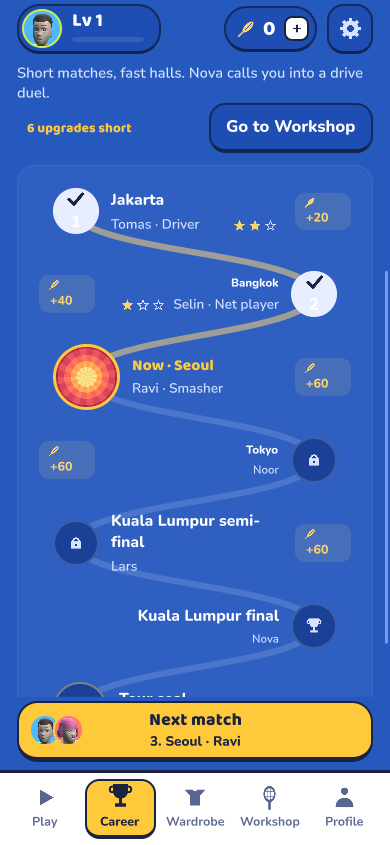 Lv 1
0 +
Short matches, fast halls. Nova calls you into a drive
duel.
6 upgrades short
Go to Workshop
Jakarta
1
Tomas · Driver
+20
Bangkok
2
+40
Selin · Net player
Now · Seoul
Ravi · Smasher
+60
Tokyo
+60
Noor
Kuala Lumpur semi-
final
Lars
+60
Kuala Lumpur final
Nova
Next match
3. Seoul · Ravi
Play
Career
Wardrobe
Workshop
Profile